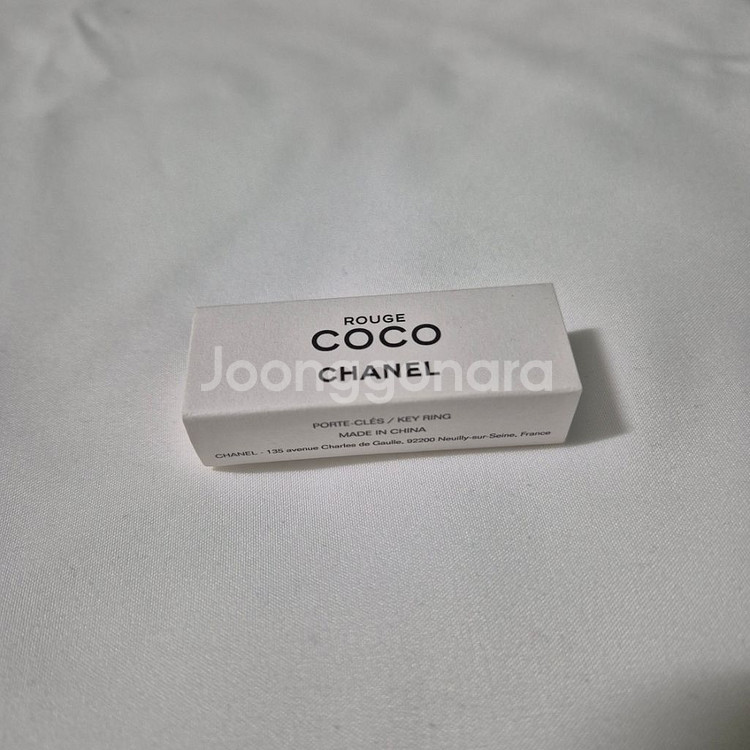 ROUGE
COCO
CHANEL
Joonggonara
PORTE-CLÉS / KEY RING
MADE IN CHINA
CHANEL - 135 avenue Charles de Gaulle, 92200 Neuilly-sur-Seine, France